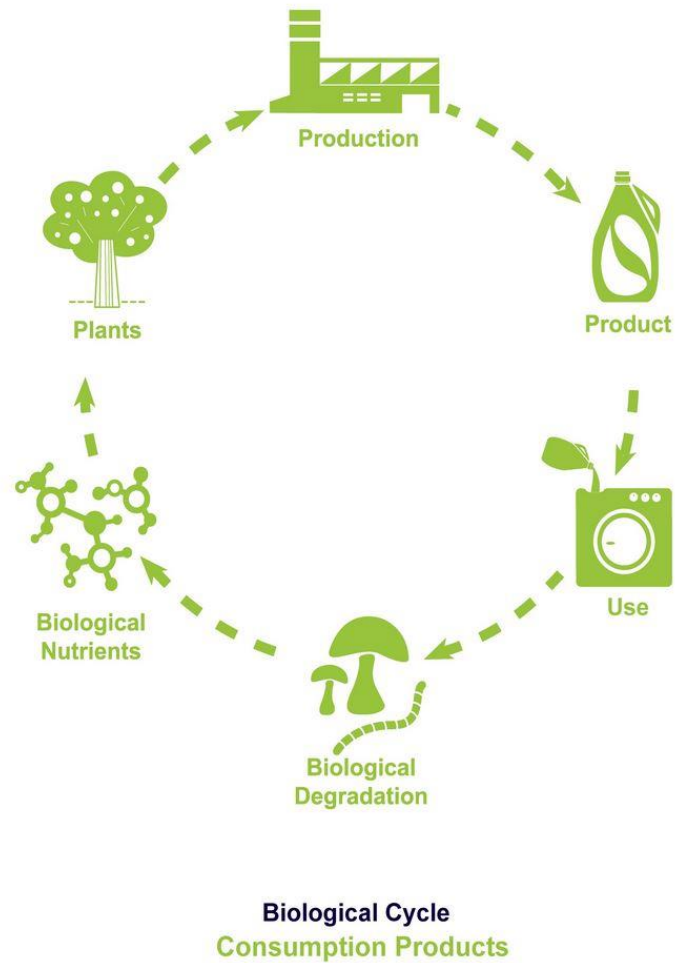 Production
Product
Use
Biological
Degradation
Biological
Nutrients
Plants
Biological Cycle
Consumption Products